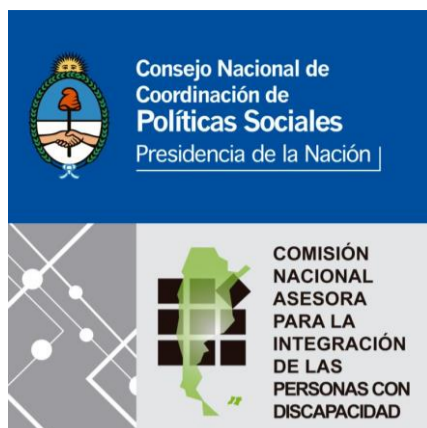 Consejo Nacional de
Coordinación de
Políticas Sociales
Presidencia de la Nación
COMISIÓN
NACIONAL
ASESORA
PARA LA
INTEGRACIÓN
DE LAS
PERSONAS CON
DISCAPACIDAD